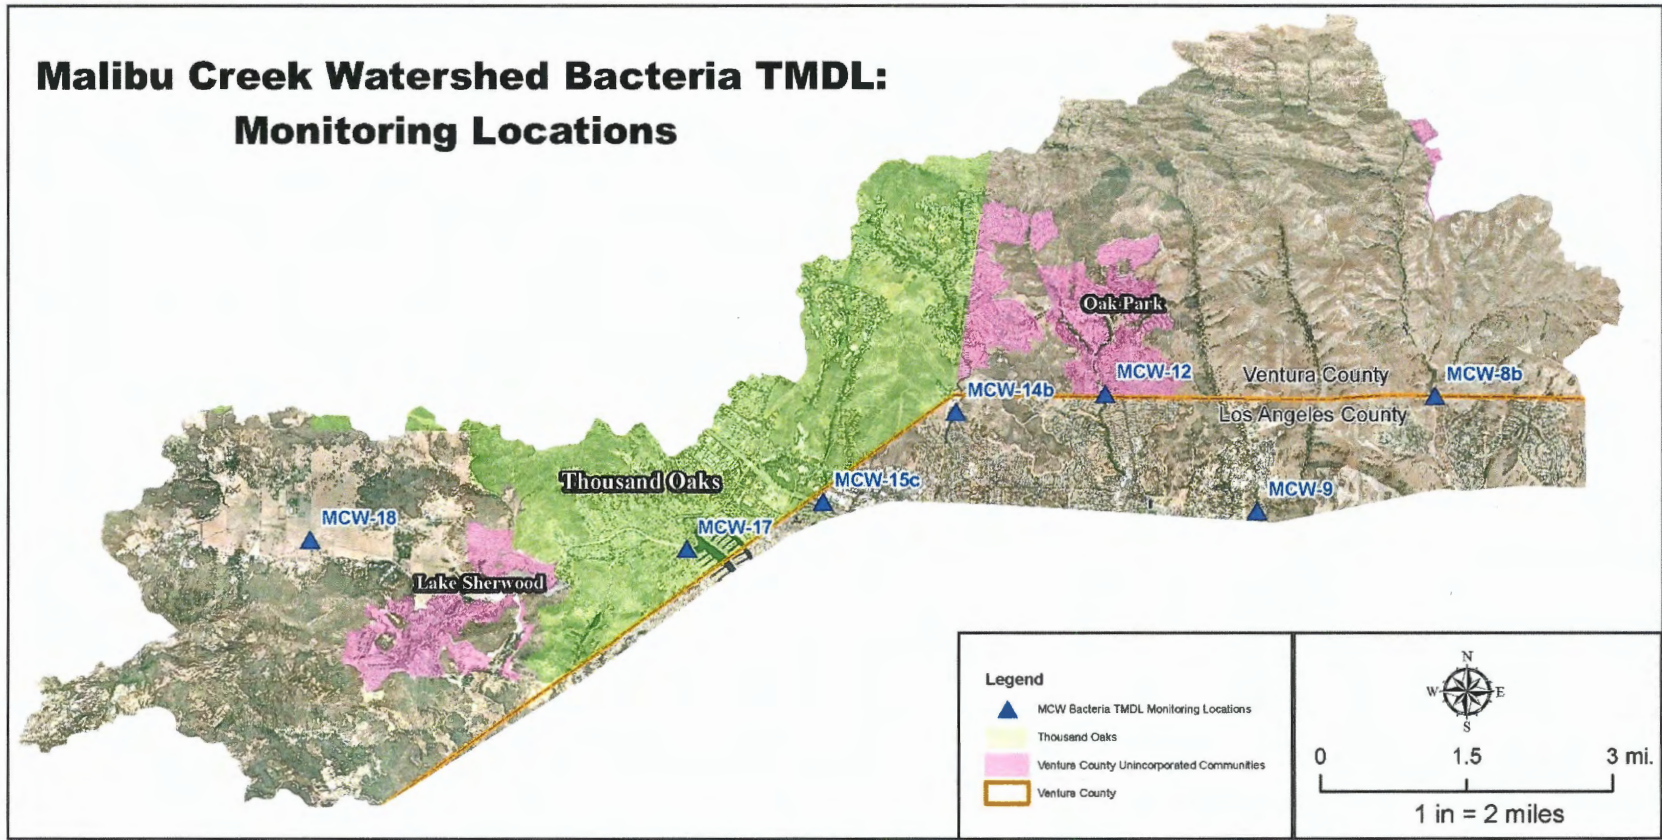 Malibu Creek Watershed Bacteria TMDL:
Monitoring Locations
Oak Park
MCW-12
Ventura County
MCW-8b
MCW-14b
Los Angeles County
Thousand Oaks
MCW-15c
MCW-9
MCW-18
MCW-17
Lake Sherwood
Legend
MCW Bacteria TMDL Monitoring Locations
Thousand Oaks
Ventura County Unincorporated Communities
Ventura County
N
W
E
S
0 1.5 3 mi.
1 in = 2 miles